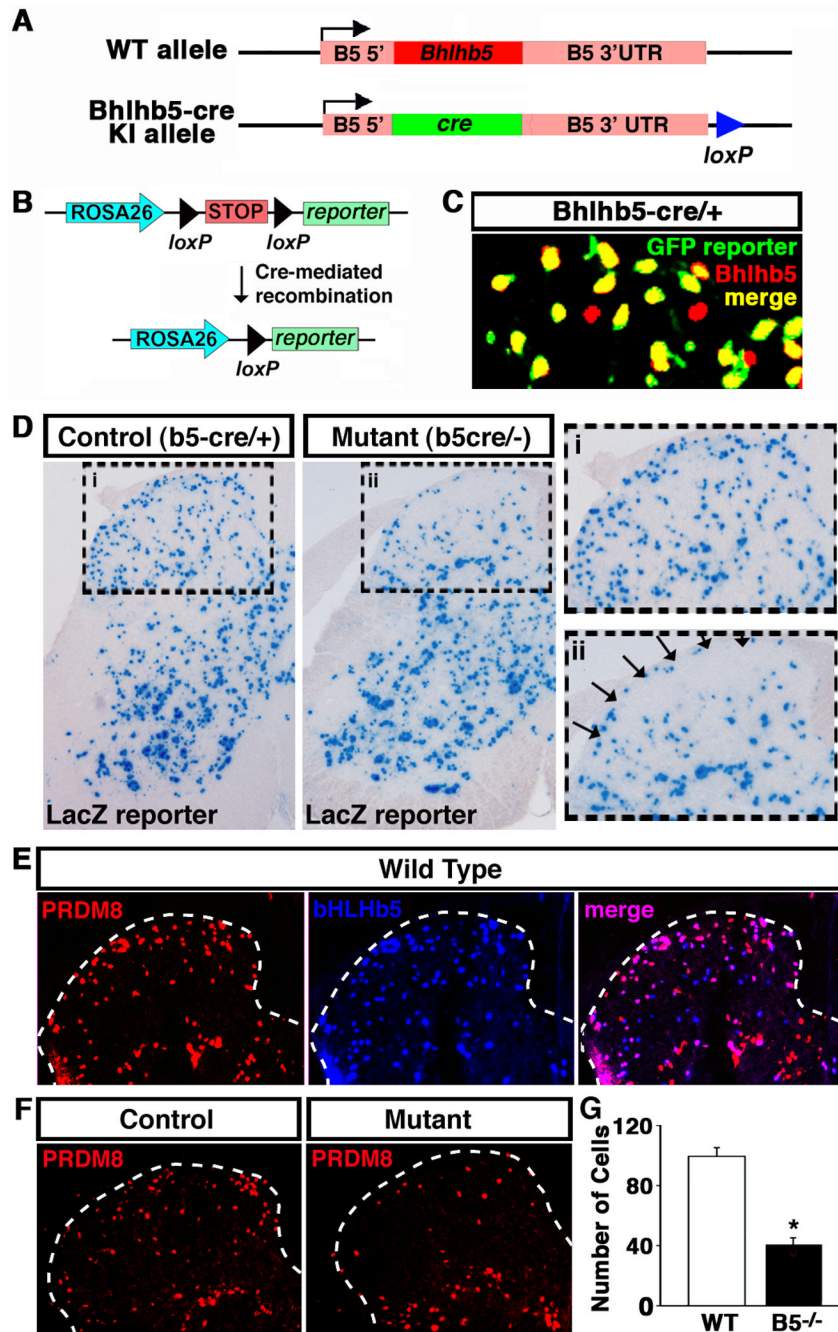 A
WT allele
B5 5'
Bhlhb5
B5 3'UTR
Bhlhb5-cre
KI allele
B5 5'
cre
B5 3' UTR
loxP
B
ROSA26
STOP
reporter
loxP
loxP
Cre-mediated
recombination
ROSA26
reporter
loxP
C
Bhlhb5-cre/+
GFP reporter
Bhlhb5
merge
D
Control (b5-cre/+)
Mutant (b5cre/-)
i
ii
i
ii
LacZ reporter
LacZ reporter
E
Wild Type
PRDM8
bHLHb5
merge
F
Control
Mutant
PRDM8
PRDM8
G
Number of Cells
120
80
40
0
*
WT
B5-/-